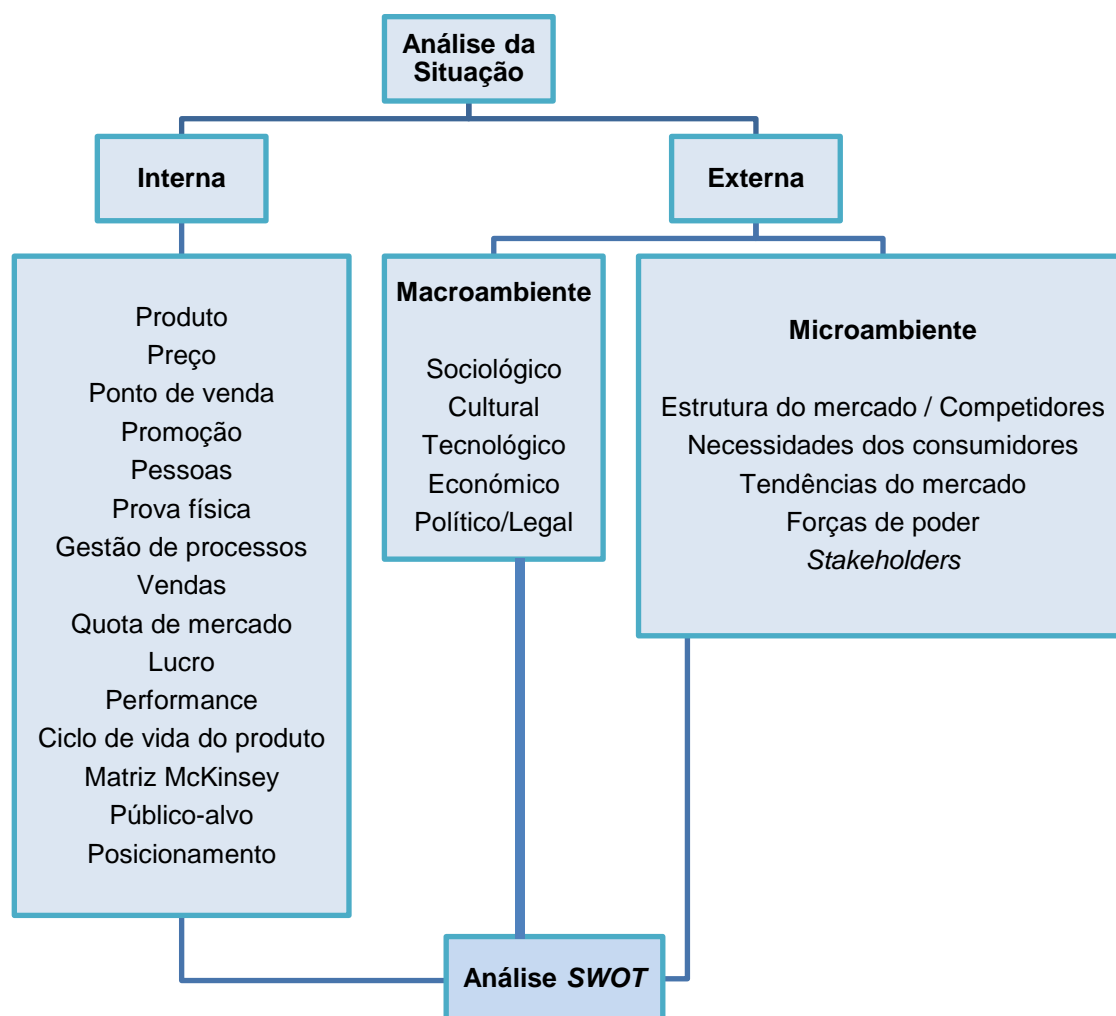 Análise da
Situação
Interna
Externa
Produto
Preço
Ponto de venda
Promoção
Pessoas
Prova física
Gestão de processos
Vendas
Quota de mercado
Lucro
Performance
Ciclo de vida do produto
Matriz McKinsey
Público-alvo
Posicionamento
Macroambiente
Sociológico
Cultural
Tecnológico
Económico
Político/Legal
Microambiente
Estrutura do mercado / Competidores
Necessidades dos consumidores
Tendências do mercado
Forças de poder
Stakeholders
Análise SWOT